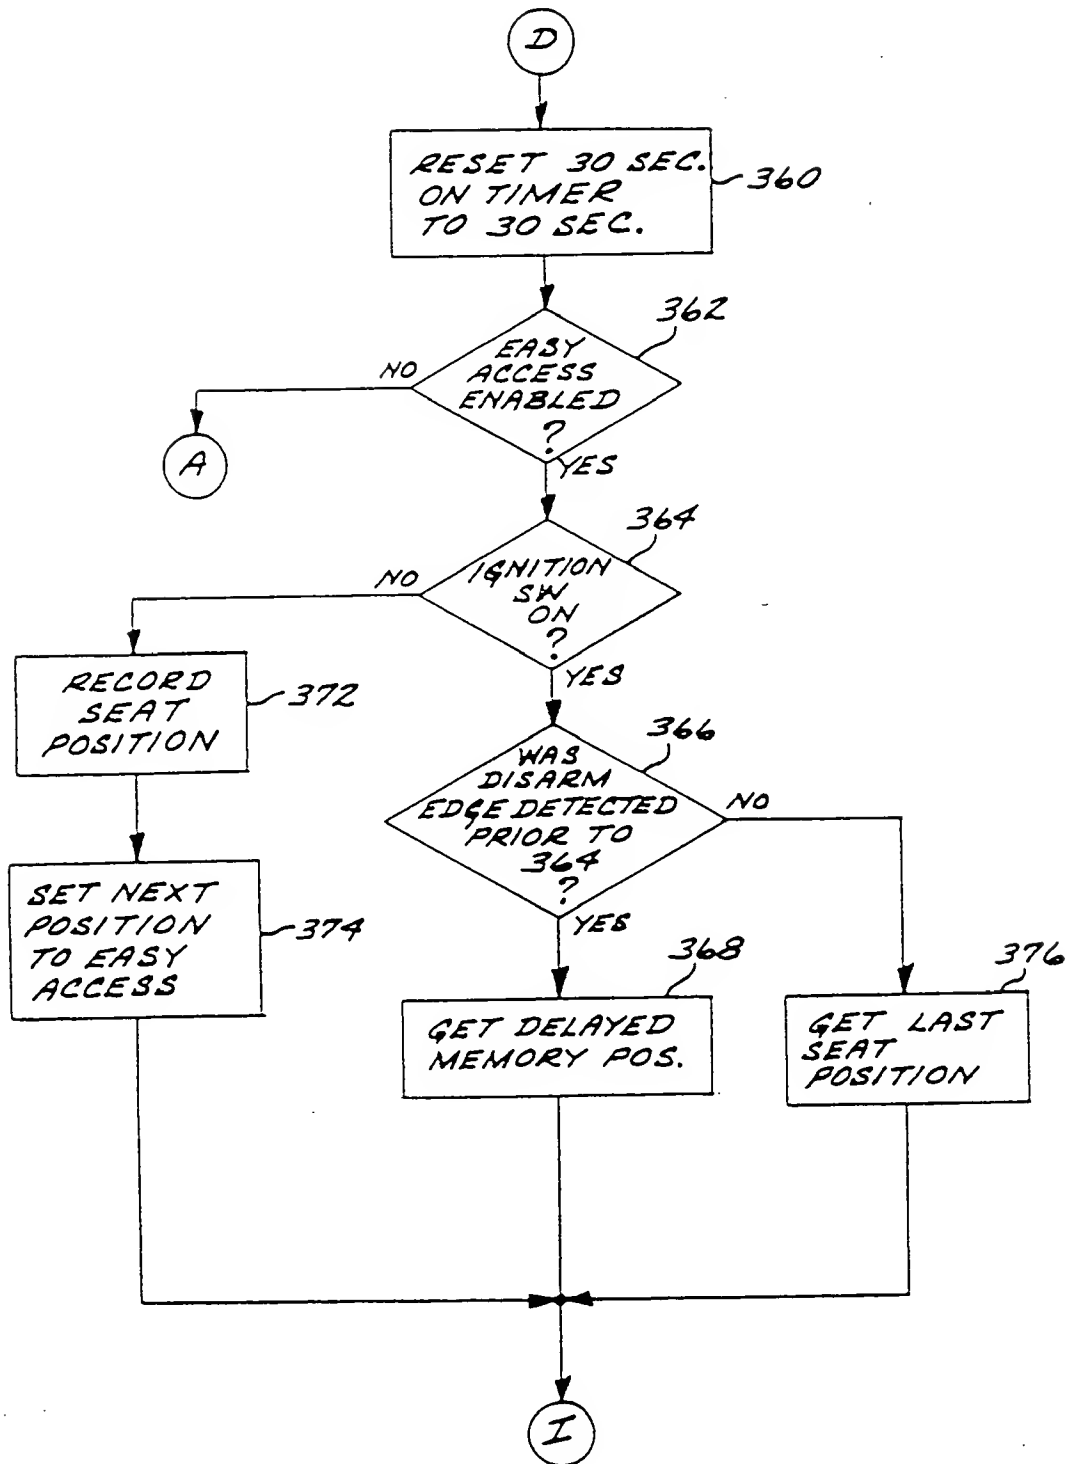 D
RESET 30 SEC.
ON TIMER
TO 30 SEC.
360
362
EASY
ACCESS
ENABLED
?
NO
YES
A
364
IGNITION
SW
ON
?
NO
YES
RECORD
SEAT
POSITION
372
366
WAS
DISARM
EDGE DETECTED
PRIOR TO
364
?
NO
YES
SET NEXT
POSITION
TO EASY
ACCESS
374
368
GET DELAYED
MEMORY POS.
376
GET LAST
SEAT
POSITION
I